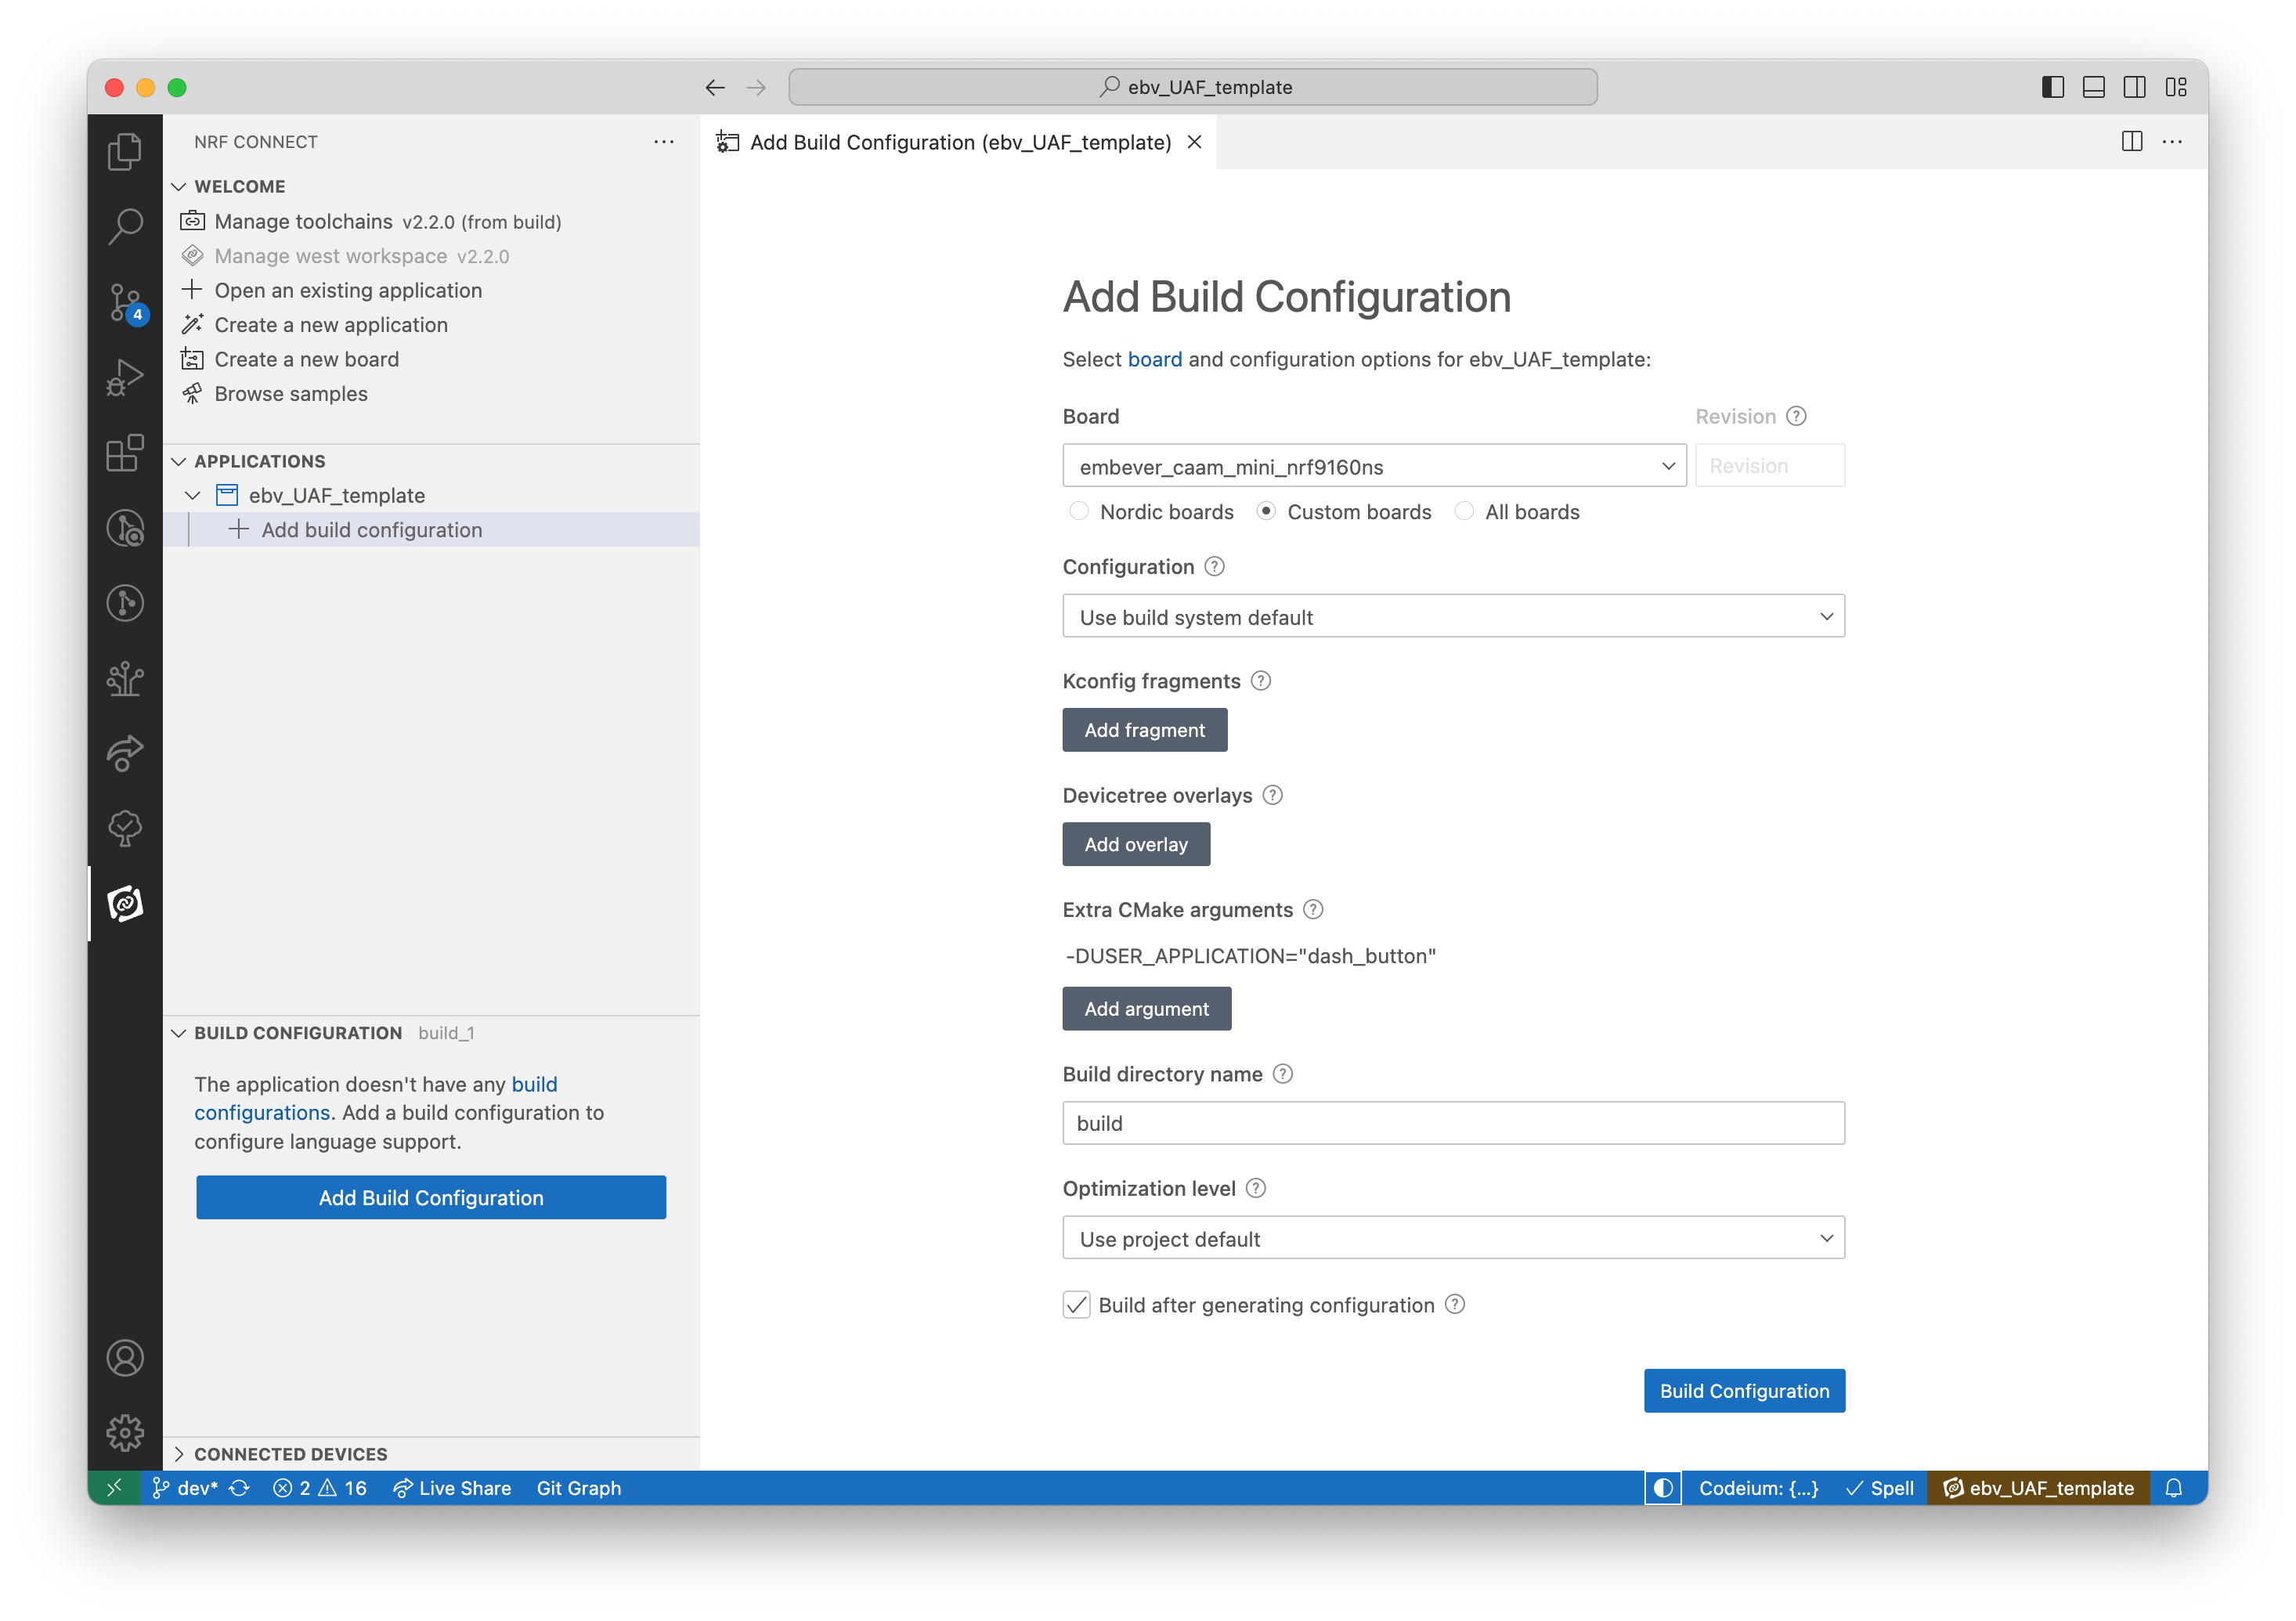 ebv_UAF_template
NRF CONNECT
WELCOME
Manage toolchains v2.2.0 (from build)
Manage west workspace v2.2.0
Open an existing application
Create a new application
Create a new board
Browse samples
APPLICATIONS
ebv_UAF_template
Add build configuration
BUILD CONFIGURATION build_1
The application doesn't have any build
configurations. Add a build configuration to
configure language support.
Add Build Configuration
CONNECTED DEVICES
4
Add Build Configuration (ebv_UAF_template)
Add Build Configuration
Select board and configuration options for ebv_UAF_template:
Board Revision
embever_caam_mini_nrf9160ns Revision
Nordic boards Custom boards All boards
Configuration
Use build system default
Kconfig fragments
Add fragment
Devicetree overlays
Add overlay
Extra CMake arguments
-DUSER_APPLICATION="dash_button"
Add argument
Build directory name
build
Optimization level
Use project default
Build after generating configuration
Build Configuration
dev* 2 16 Live Share Git Graph Codeium: {...} Spell ebv_UAF_template